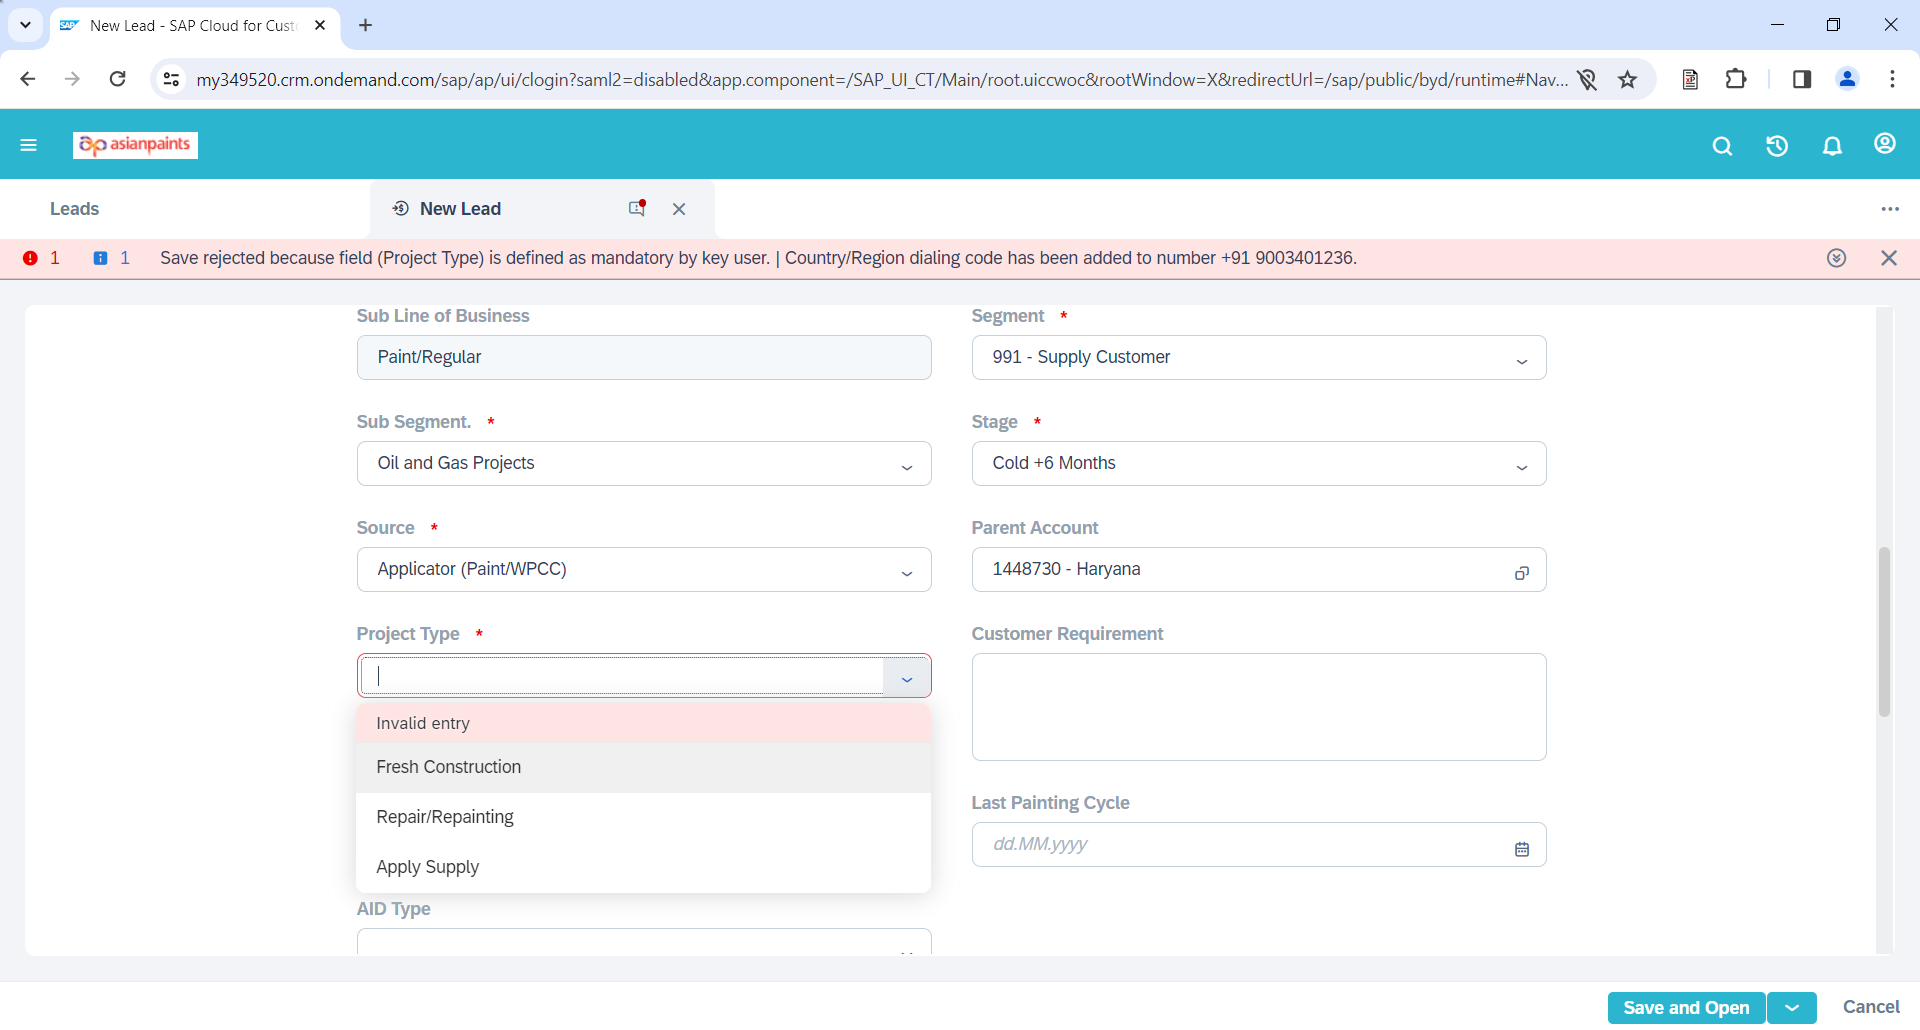 New Lead - SAP Cloud for Cust
my349520.crm.ondemand.com/sap/ap/ui/clogin?saml2=disabled&app.component=/SAP_UI_CT/Main/root.uiccwoc&rootWindow=X&redirectUrl=/sap/public/byd/runtime#Nav...
asianpaints
Leads
New Lead
1 1 Save rejected because field (Project Type) is defined as mandatory by key user. | Country/Region dialing code has been added to number +91 9003401236.
Sub Line of Business
Segment *
Paint/Regular
991 - Supply Customer
Sub Segment. *
Stage *
Oil and Gas Projects
Cold +6 Months
Source *
Parent Account
Applicator (Paint/WPCC)
1448730 - Haryana
Project Type *
Customer Requirement
Invalid entry
Fresh Construction
Repair/Repainting
Last Painting Cycle
dd.MM.yyyy
Apply Supply
AID Type
Save and Open
Cancel